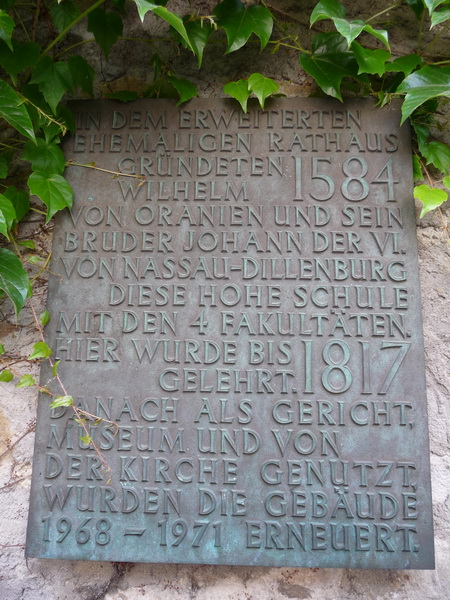 IN DEM ERWEITERTEN
EHEMALIGEN RATHAUS
GRÜNDETEN 1584
WILHELM
VON ORANIEN UND SEIN
BRUDER JOHANN DER VI.
VON NASSAU-DILLENBURG
DIESE HOHE SCHULE
MIT DEN 4 FAKULTÄTEN.
HIER WURDE BIS 1817
GELEHRT.
DANACH ALS GERICHT,
MUSEUM UND VON
DER KIRCHE GENUTZT,
WURDEN DIE GEBÄUDE
1968 – 1971 ERNEUERT.